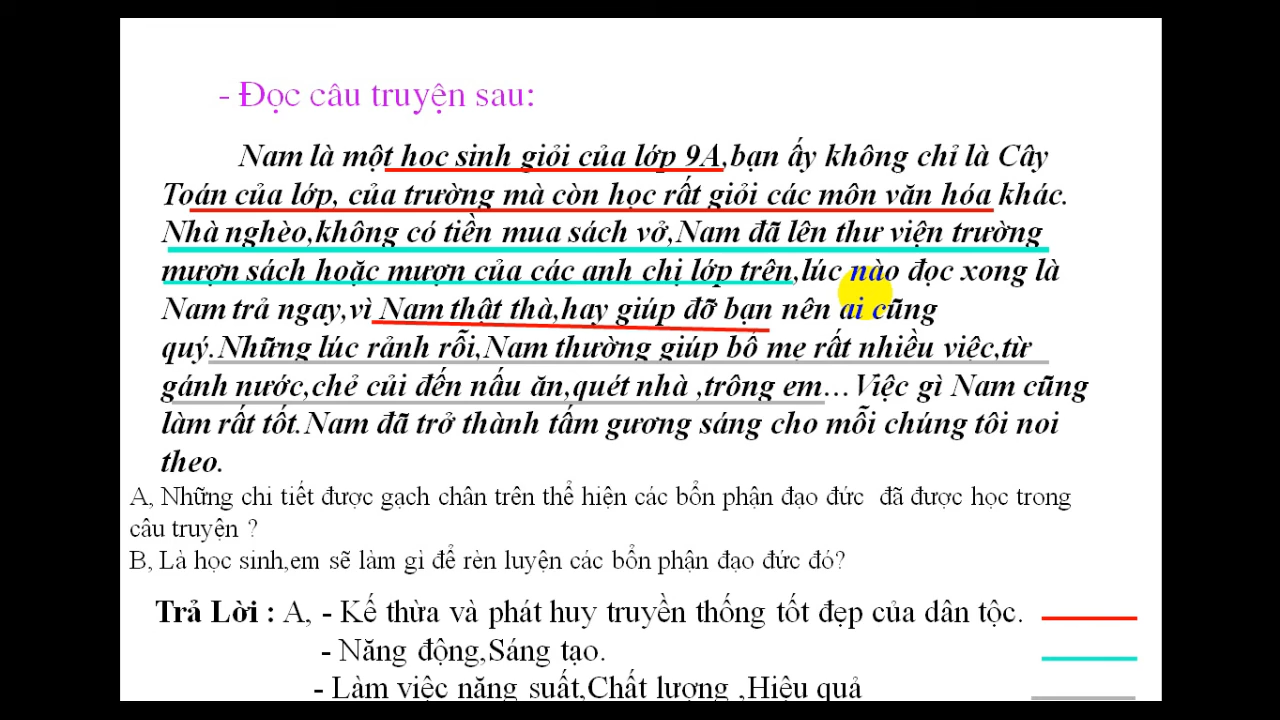 - Đọc câu truyện sau:
Nam là một hoc sinh giỏi của lớp 9A,bạn ấy không chỉ là Cây
Toán của lớp, của trường mà còn học rất giỏi các môn văn hóa khác.
Nhà nghèo,không có tiền mua sách vở,Nam đã lên thư viện trường
mượn sách hoặc mượn của các anh chị lớp trên,lúc nào đọc xong là
Nam trả ngay,vì Nam thật thà,hay giúp đỡ bạn nên ai cũng
quý.Những lúc rảnh rỗi,Nam thường giúp bố mẹ rất nhiều việc,từ
gánh nước,chẻ củi đến nấu ăn,quét nhà ,trông em...Việc gì Nam cũng
làm rất tốt.Nam đã trở thành tấm gương sáng cho mỗi chúng tôi noi
theo.
A, Những chi tiết được gạch chân trên thể hiện các bổn phận đạo đức đã được học trong
câu truyện ?
B, Là học sinh,em sẽ làm gì để rèn luyện các bổn phận đạo đức đó?
Trả Lời : A, - Kế thừa và phát huy truyền thống tốt đẹp của dân tộc.
- Năng động,Sáng tạo.
- Làm việc năng suất,Chất lượng ,Hiệu quả